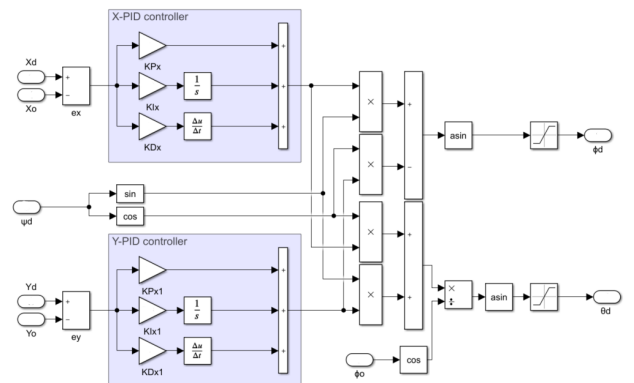 X-PID controller
KPx
Xd
+
−
Xo
ex
KIx
1
s
KDx
Δu
Δt
+
+
+
×
×
×
×
+
−
+
+
asin
ϕd
ψd
sin
cos
Y-PID controller
KPx1
Yd
+
−
Yo
ey
KIx1
1
s
KDx1
Δu
Δt
+
+
+
×
÷
asin
θd
ϕo
cos